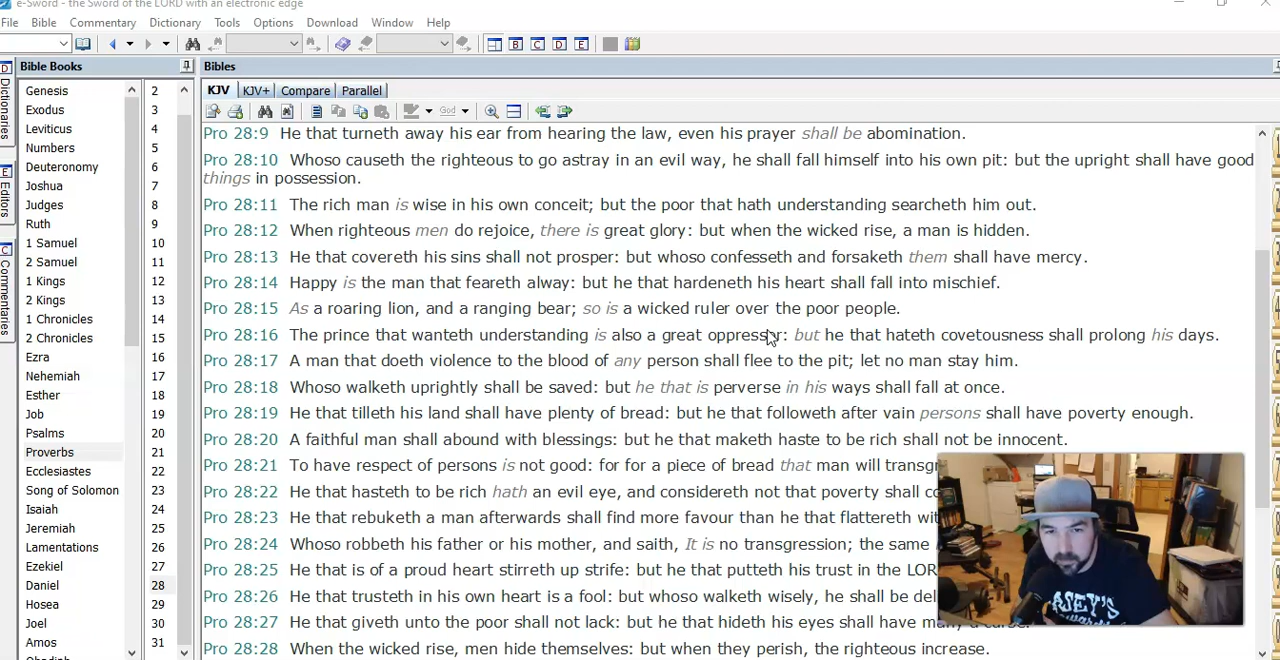 e-Sword - the Sword of the LORD with an electronic edge
File Bible Commentary Dictionary Tools Options Download Window Help
B C D E
Bible Books
Bibles
D Dictionaries
E Editors
C Commentaries
KJV KJV+ Compare Parallel
God
Genesis
Exodus
Leviticus
Numbers
Deuteronomy
Joshua
Judges
Ruth
1 Samuel
2 Samuel
1 Kings
2 Kings
1 Chronicles
2 Chronicles
Ezra
Nehemiah
Esther
Job
Psalms
Proverbs
Ecclesiastes
Song of Solomon
Isaiah
Jeremiah
Lamentations
Ezekiel
Daniel
Hosea
Joel
Amos
2
3
4
5
6
7
8
9
10
11
12
13
14
15
16
17
18
19
20
21
22
23
24
25
26
27
28
29
30
31
Pro 28:9 He that turneth away his ear from hearing the law, even his prayer shall be abomination.
Pro 28:10 Whoso causeth the righteous to go astray in an evil way, he shall fall himself into his own pit: but the upright shall have good
things in possession.
Pro 28:11 The rich man is wise in his own conceit; but the poor that hath understanding searcheth him out.
Pro 28:12 When righteous men do rejoice, there is great glory: but when the wicked rise, a man is hidden.
Pro 28:13 He that covereth his sins shall not prosper: but whoso confesseth and forsaketh them shall have mercy.
Pro 28:14 Happy is the man that feareth alway: but he that hardeneth his heart shall fall into mischief.
Pro 28:15 As a roaring lion, and a ranging bear; so is a wicked ruler over the poor people.
Pro 28:16 The prince that wanteth understanding is also a great oppressor: but he that hateth covetousness shall prolong his days.
Pro 28:17 A man that doeth violence to the blood of any person shall flee to the pit; let no man stay him.
Pro 28:18 Whoso walketh uprightly shall be saved: but he that is perverse in his ways shall fall at once.
Pro 28:19 He that tilleth his land shall have plenty of bread: but he that followeth after vain persons shall have poverty enough.
Pro 28:20 A faithful man shall abound with blessings: but he that maketh haste to be rich shall not be innocent.
Pro 28:21 To have respect of persons is not good: for for a piece of bread that man will transgr
Pro 28:22 He that hasteth to be rich hath an evil eye, and considereth not that poverty shall co
Pro 28:23 He that rebuketh a man afterwards shall find more favour than he that flattereth wit
Pro 28:24 Whoso robbeth his father or his mother, and saith, It is no transgression; the same
Pro 28:25 He that is of a proud heart stirreth up strife: but he that putteth his trust in the LOR
Pro 28:26 He that trusteth in his own heart is a fool: but whoso walketh wisely, he shall be del
Pro 28:27 He that giveth unto the poor shall not lack: but he that hideth his eyes shall have many a curse.
Pro 28:28 When the wicked rise, men hide themselves: but when they perish, the righteous increase.
ASEY'S